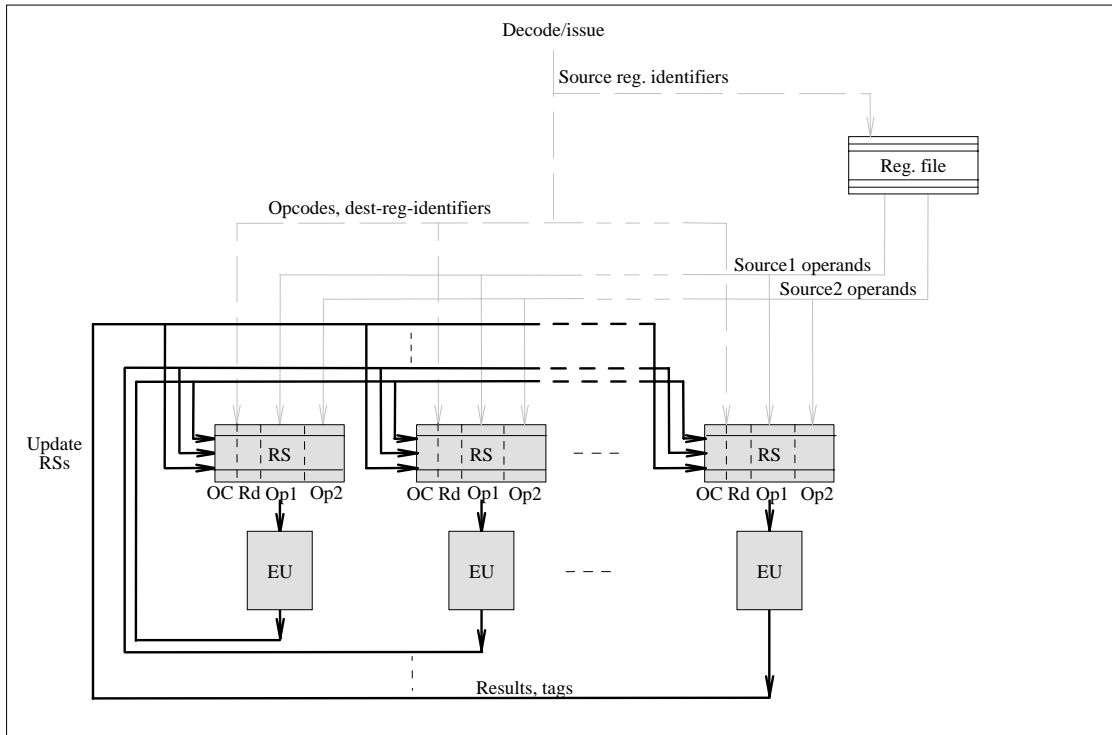 Decode/issue
Source reg. identifiers
Reg. file
Opcodes, dest-reg-identifiers
Source1 operands
Source2 operands
Update
RSs
RS
RS
RS
OC Rd Op1 Op2
OC Rd Op1 Op2
OC Rd Op1 Op2
EU
EU
EU
Results, tags